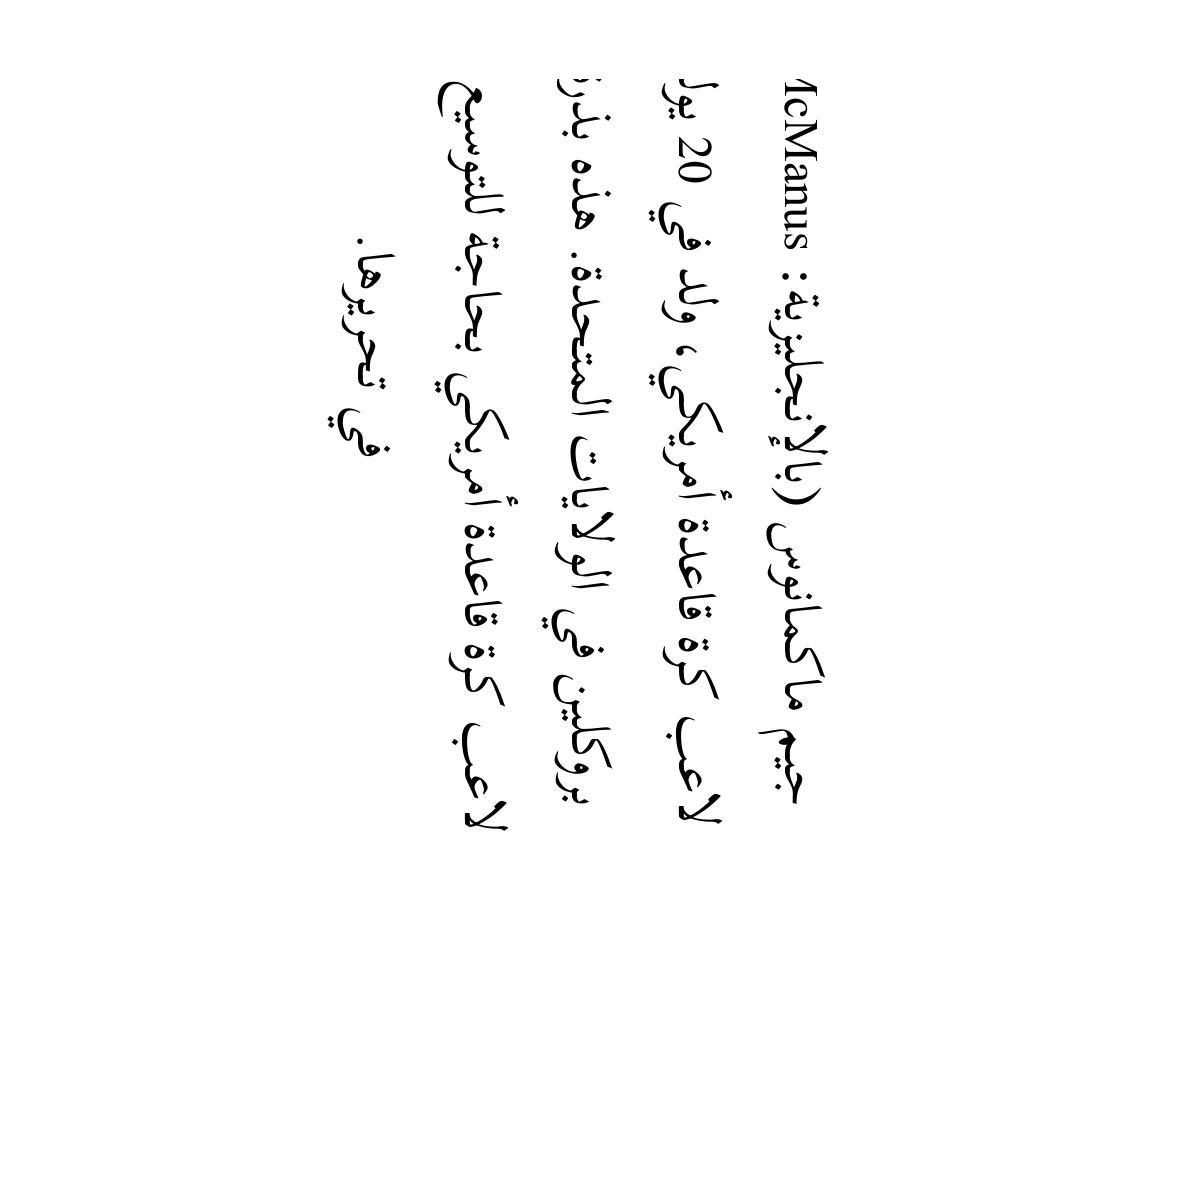 جيم ماكمانوس (بالإنجليزية: McManus
لاعب كرة قاعدة أمريكي، ولد في 20
بروكلين في الولايات المتحدة. هذه بذرة
لاعب كرة قاعدة أمريكي بحاجة للتوسيع
في تحريرها.